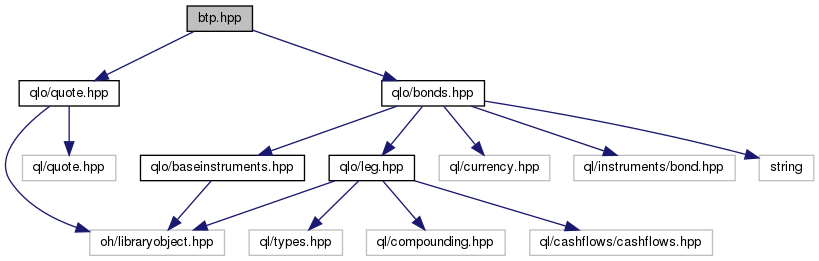 btp.hpp
qlo/quote.hpp
qlo/bonds.hpp
ql/quote.hpp
qlo/baseinstruments.hpp
qlo/leg.hpp
ql/currency.hpp
ql/instruments/bond.hpp
string
oh/libraryobject.hpp
ql/types.hpp
ql/compounding.hpp
ql/cashflows/cashflows.hpp